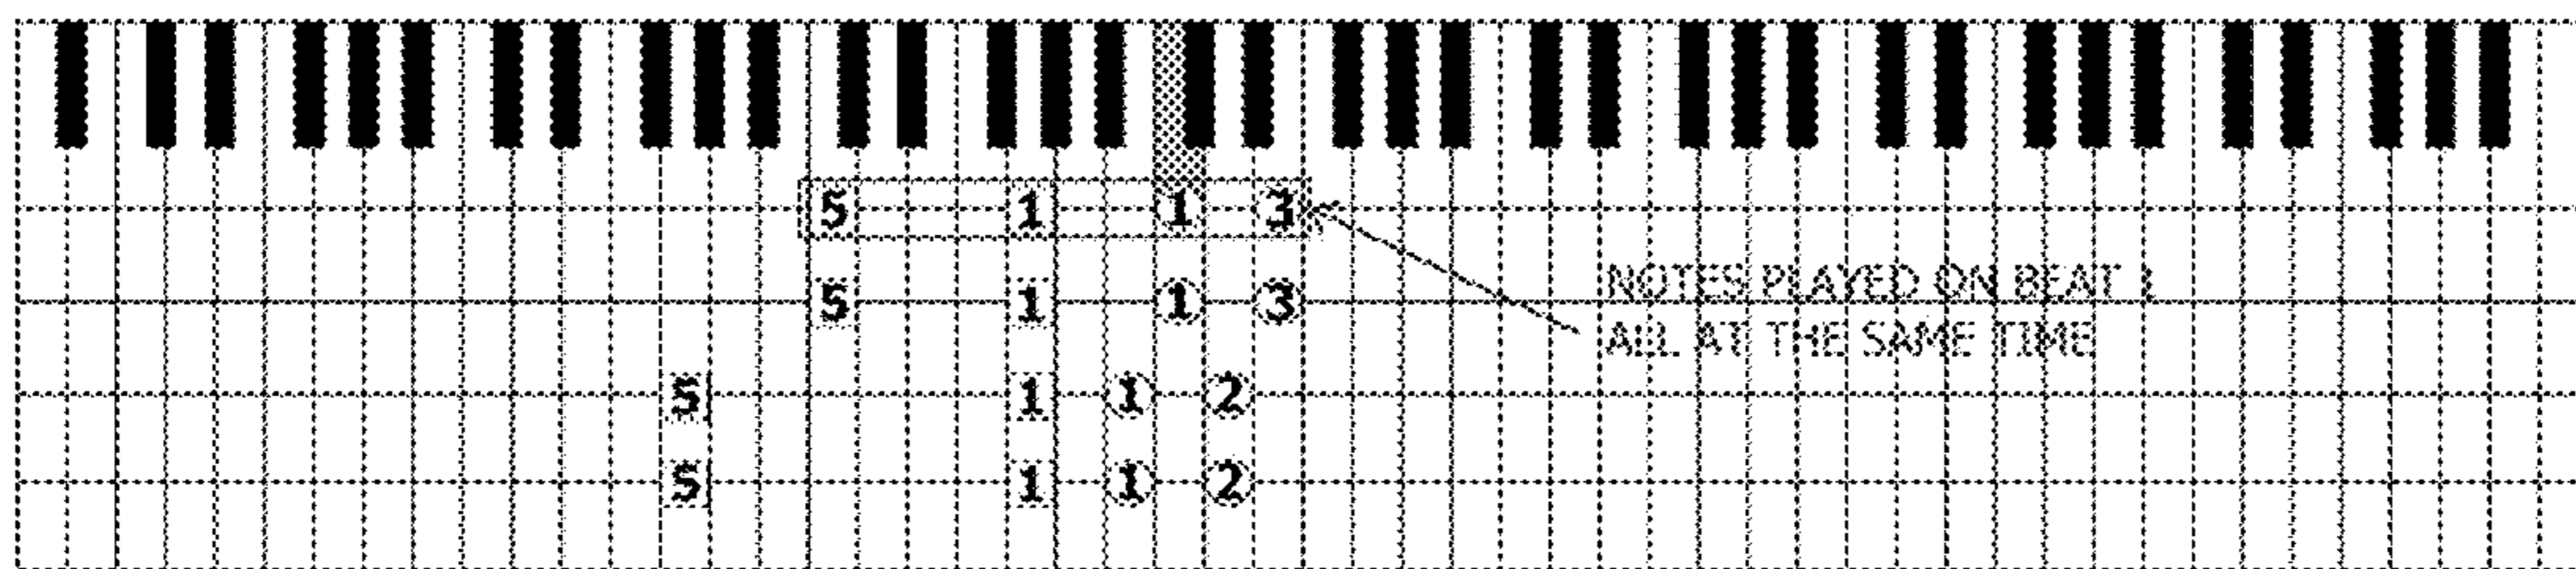 5 1 1 3
5 1 1 3
NOTES PLAYED ON BEAT 1
ALL AT THE SAME TIME
5 1 1 2
5 1 1 2